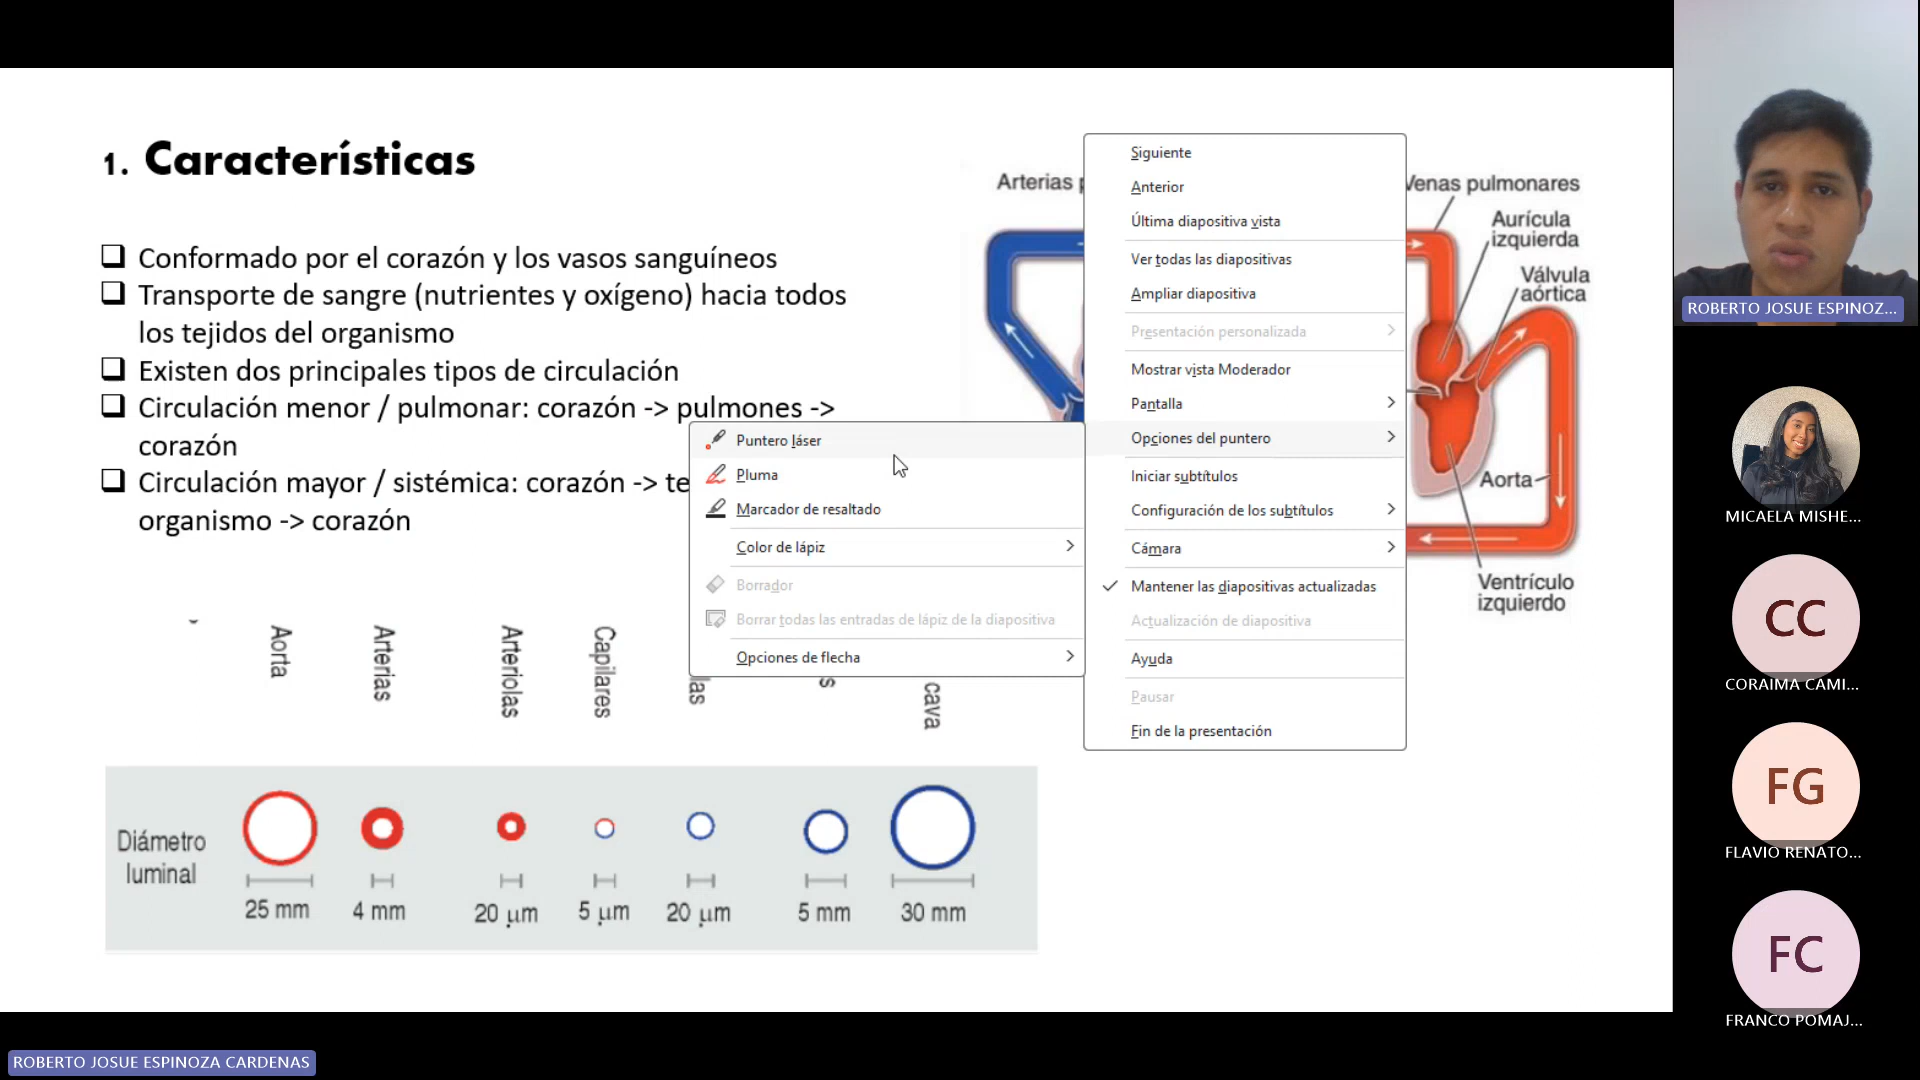 1. Características
Conformado por el corazón y los vasos sanguíneos
Transporte de sangre (nutrientes y oxígeno) hacia todos
los tejidos del organismo
Existen dos principales tipos de circulación
Circulación menor / pulmonar: corazón -> pulmones ->
corazón
Circulación mayor / sistémica: corazón -> te
organismo -> corazón
Arterias
Venas pulmonares
Aurícula
izquierda
Válvula
aórtica
Aorta
Ventrículo
izquierdo
Siguiente
Anterior
Última diapositiva vista
Ver todas las diapositivas
Ampliar diapositiva
Presentación personalizada
Mostrar vista Moderador
Pantalla
Opciones del puntero
Iniciar subtítulos
Configuración de los subtítulos
Cámara
Mantener las diapositivas actualizadas
Actualización de diapositiva
Ayuda
Pausar
Fin de la presentación
Puntero láser
Pluma
Marcador de resaltado
Color de lápiz
Borrador
Borrar todas las entradas de lápiz de la diapositiva
Opciones de flecha
Aorta
Arterias
Arteriolas
Capilares
las
s
cava
Diámetro
luminal
25 mm
4 mm
20 μm
5 μm
20 μm
5 mm
30 mm
ROBERTO JOSUE ESPINOZ...
MICAELA MISHE...
CC
CORAIMA CAMI...
FG
FLAVIO RENATO...
FC
FRANCO POMAJ...
ROBERTO JOSUE ESPINOZA CARDENAS